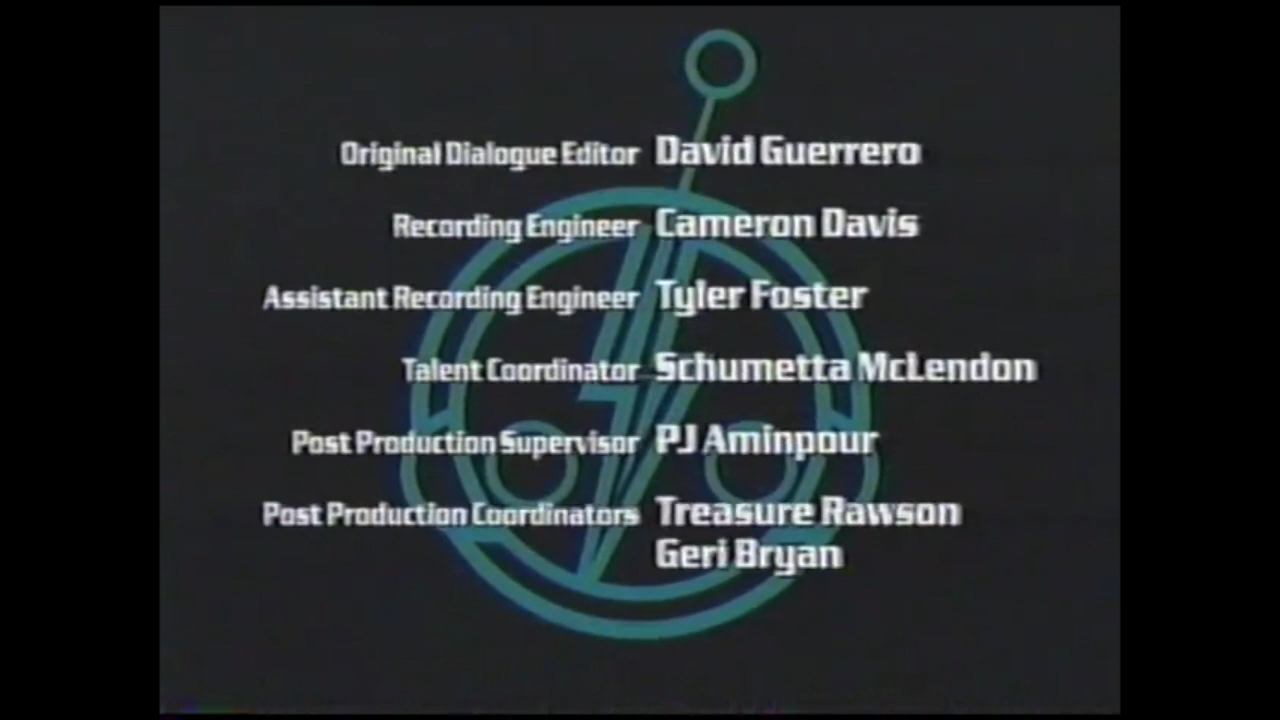 Original Dialogue Editor David Guerrero
Recording Engineer Cameron Davis
Assistant Recording Engineer Tyler Foster
Talent Coordinator Schumetta McLendon
Post Production Supervisor PJ Aminpour
Post Production Coordinators Treasure Rawson
Geri Bryan